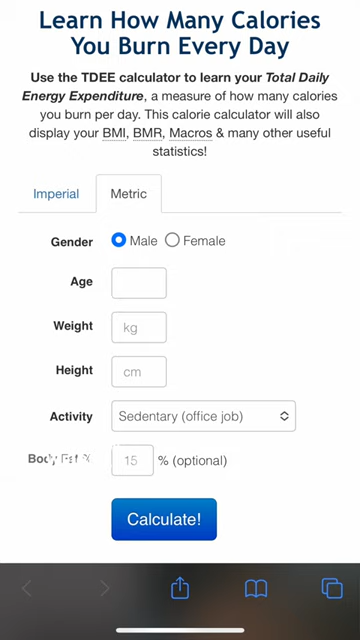 Learn How Many Calories
You Burn Every Day
Use the TDEE calculator to learn your Total Daily
Energy Expenditure, a measure of how many calories
you burn per day. This calorie calculator will also
display your BMI, BMR, Macros & many other useful
statistics!
Imperial Metric
Gender Male Female
Age
Weight kg
Height cm
Activity Sedentary (office job)
Body Fat % 15 % (optional)
Calculate!